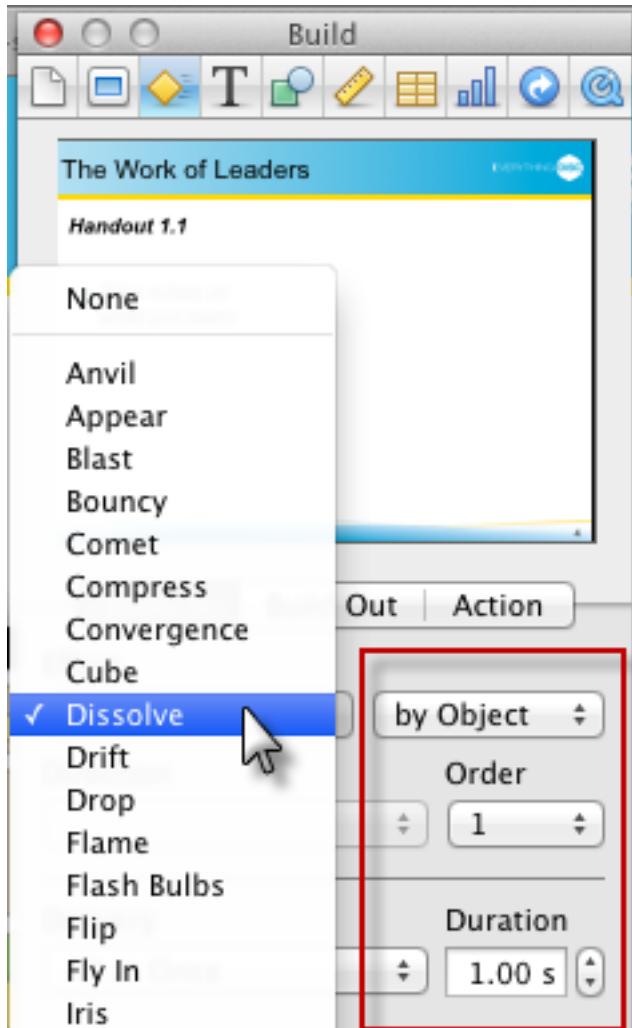 Build
T
The Work of Leaders
Handout 1.1
None
Anvil
Appear
Blast
Bouncy
Comet
Compress
Convergence
Cube
✓ Dissolve
Drift
Drop
Flame
Flash Bulbs
Flip
Fly In
Iris
Out
Action
by Object
Order
1
Duration
1.00 s